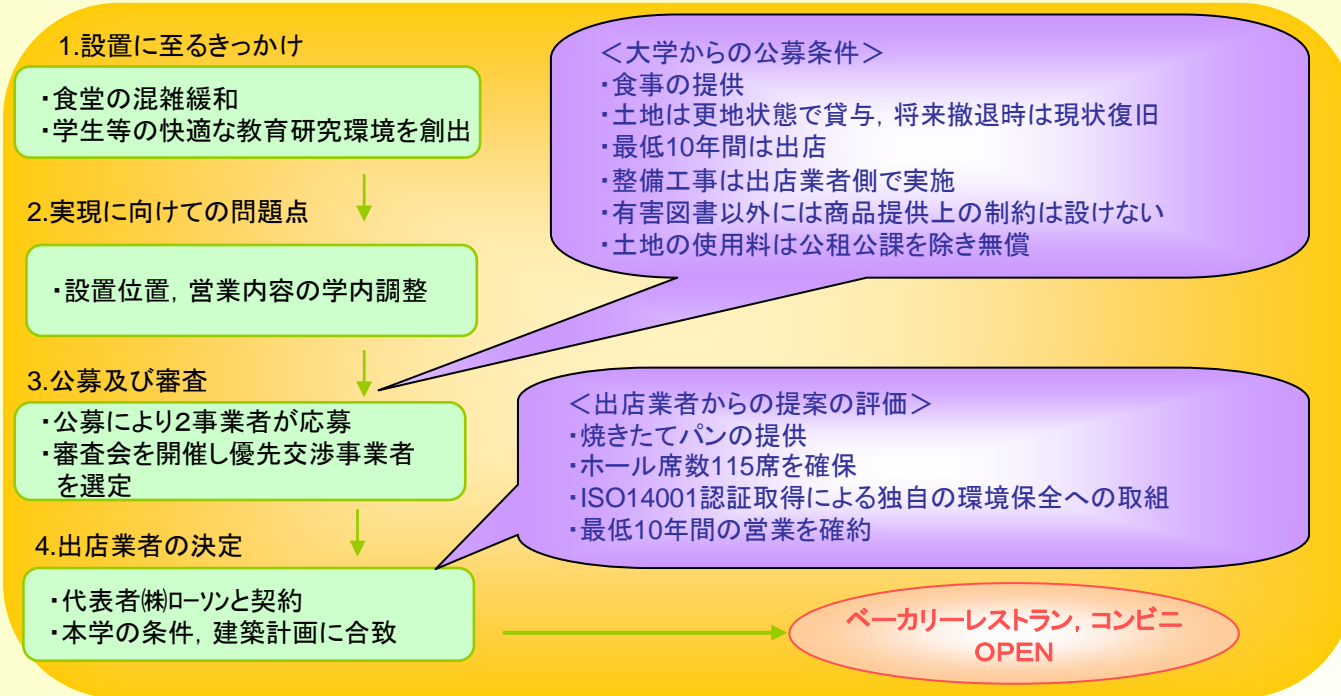 1.設置に至るきっかけ
・食堂の混雑緩和
・学生等の快適な教育研究環境を創出
2.実現に向けての問題点
・設置位置，営業内容の学内調整
3.公募及び審査
・公募により２事業者が応募
・審査会を開催し優先交渉事業者
を選定
4.出店業者の決定
・代表者㈱ﾛｰｿﾝと契約
・本学の条件，建築計画に合致
＜大学からの公募条件＞
・食事の提供
・土地は更地状態で貸与，将来撤退時は現状復旧
・最低10年間は出店
・整備工事は出店業者側で実施
・有害図書以外には商品提供上の制約は設けない
・土地の使用料は公租公課を除き無償
＜出店業者からの提案の評価＞
・焼きたてパンの提供
・ホール席数115席を確保
・ISO14001認証取得による独自の環境保全への取組
・最低10年間の営業を確約
ベーカリーレストラン，コンビニ
OPEN